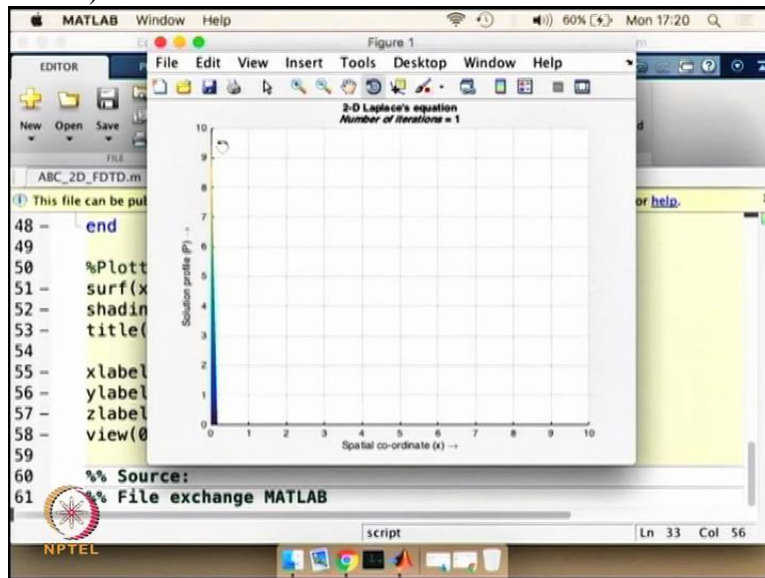 MATLAB Window Help 60% Mon 17:20
Figure 1
EDITOR
File Edit View Insert Tools Desktop Window Help
New Open Save
FILE
2-D Laplace's equation
Number of iterations = 1
ABC_2D_FDTD.m
This file can be pub
or help.
48 - end
49
50 %Plott
51 - surf(x
52 - shadin
53 - title(
54
55 - xlabel
56 - ylabel
57 - zlabel
58 - view(0
59
60 %% Source:
61 %% File exchange MATLAB
Solution profile (P) →
10
9
8
7
6
5
4
3
2
1
0
0 1 2 3 4 5 6 7 8 9 10
Spatial co-ordinate (x) →
script Ln 33 Col 56
NPTEL